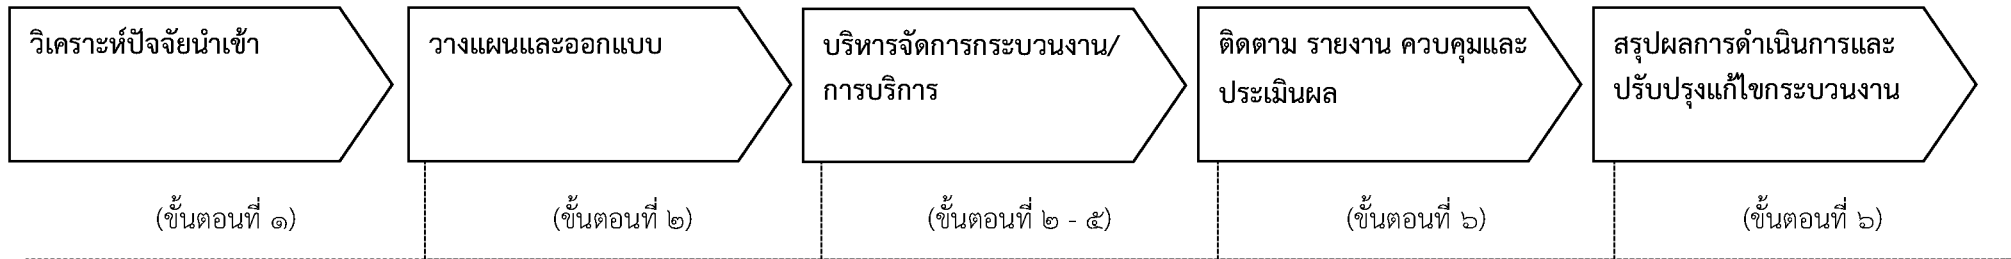 วิเคราะห์ปัจจัยนำเข้า
วางแผนและออกแบบ
บริหารจัดการกระบวนงาน/
การบริการ
ติดตาม รายงาน ควบคุมและ
ประเมินผล
สรุปผลการดำเนินการและ
ปรับปรุงแก้ไขกระบวนงาน
(ขั้นตอนที่ ๑)
(ขั้นตอนที่ ๒)
(ขั้นตอนที่ ๒ - ๕)
(ขั้นตอนที่ ๖)
(ขั้นตอนที่ ๖)